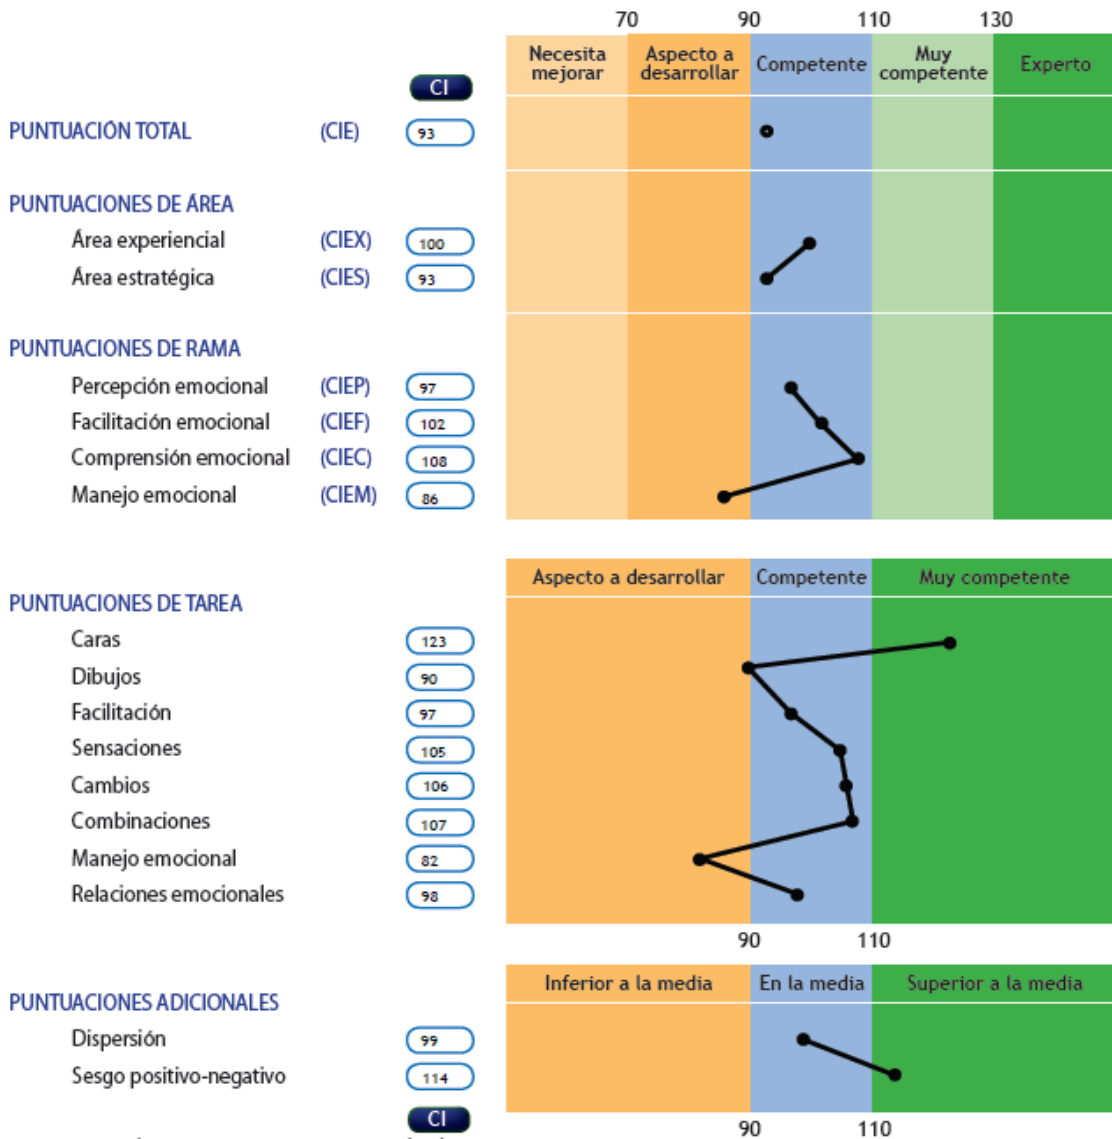 70 90 110 130
Necesita mejorar Aspecto a desarrollar Competente Muy competente Experto
CI
PUNTUACIÓN TOTAL (CIE) 93
PUNTUACIONES DE ÁREA
Área experiencial (CIEX) 100
Área estratégica (CIES) 93
PUNTUACIONES DE RAMA
Percepción emocional (CIEP) 97
Facilitación emocional (CIEF) 102
Comprensión emocional (CIEC) 108
Manejo emocional (CIEM) 86
Aspecto a desarrollar Competente Muy competente
PUNTUACIONES DE TAREA
Caras 123
Dibujos 90
Facilitación 97
Sensaciones 105
Cambios 106
Combinaciones 107
Manejo emocional 82
Relaciones emocionales 98
90 110
Inferior a la media En la media Superior a la media
PUNTUACIONES ADICIONALES
Dispersión 99
Sesgo positivo-negativo 114
CI
90 110